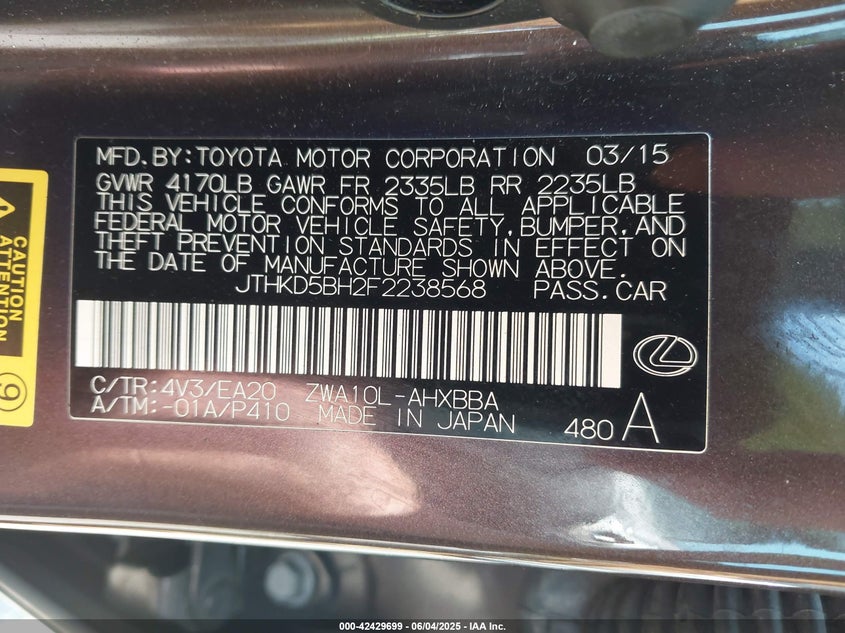 MFD.BY:TOYOTA MOTOR CORPORATION 03/15
GVWR 4170LB GAWR FR 2335LB RR 2235LB
THIS VEHICLE CONFORMS TO ALL APPLICABLE
FEDERAL MOTOR VEHICLE SAFETY,BUMPER,AND
THEFT PREVENTION STANDARDS IN EFFECT ON
THE DATE OF MANUFACTURE SHOWN ABOVE.
JTHKD5BH2F2238568 PASS.CAR
C/TR:4V3/EA20 ZWA10L-AHXBBA
A/TM:-01A/P410 MADE IN JAPAN
480 A
CAUTION
9
000-42429699 | 06/04/2025 | IAA Inc.